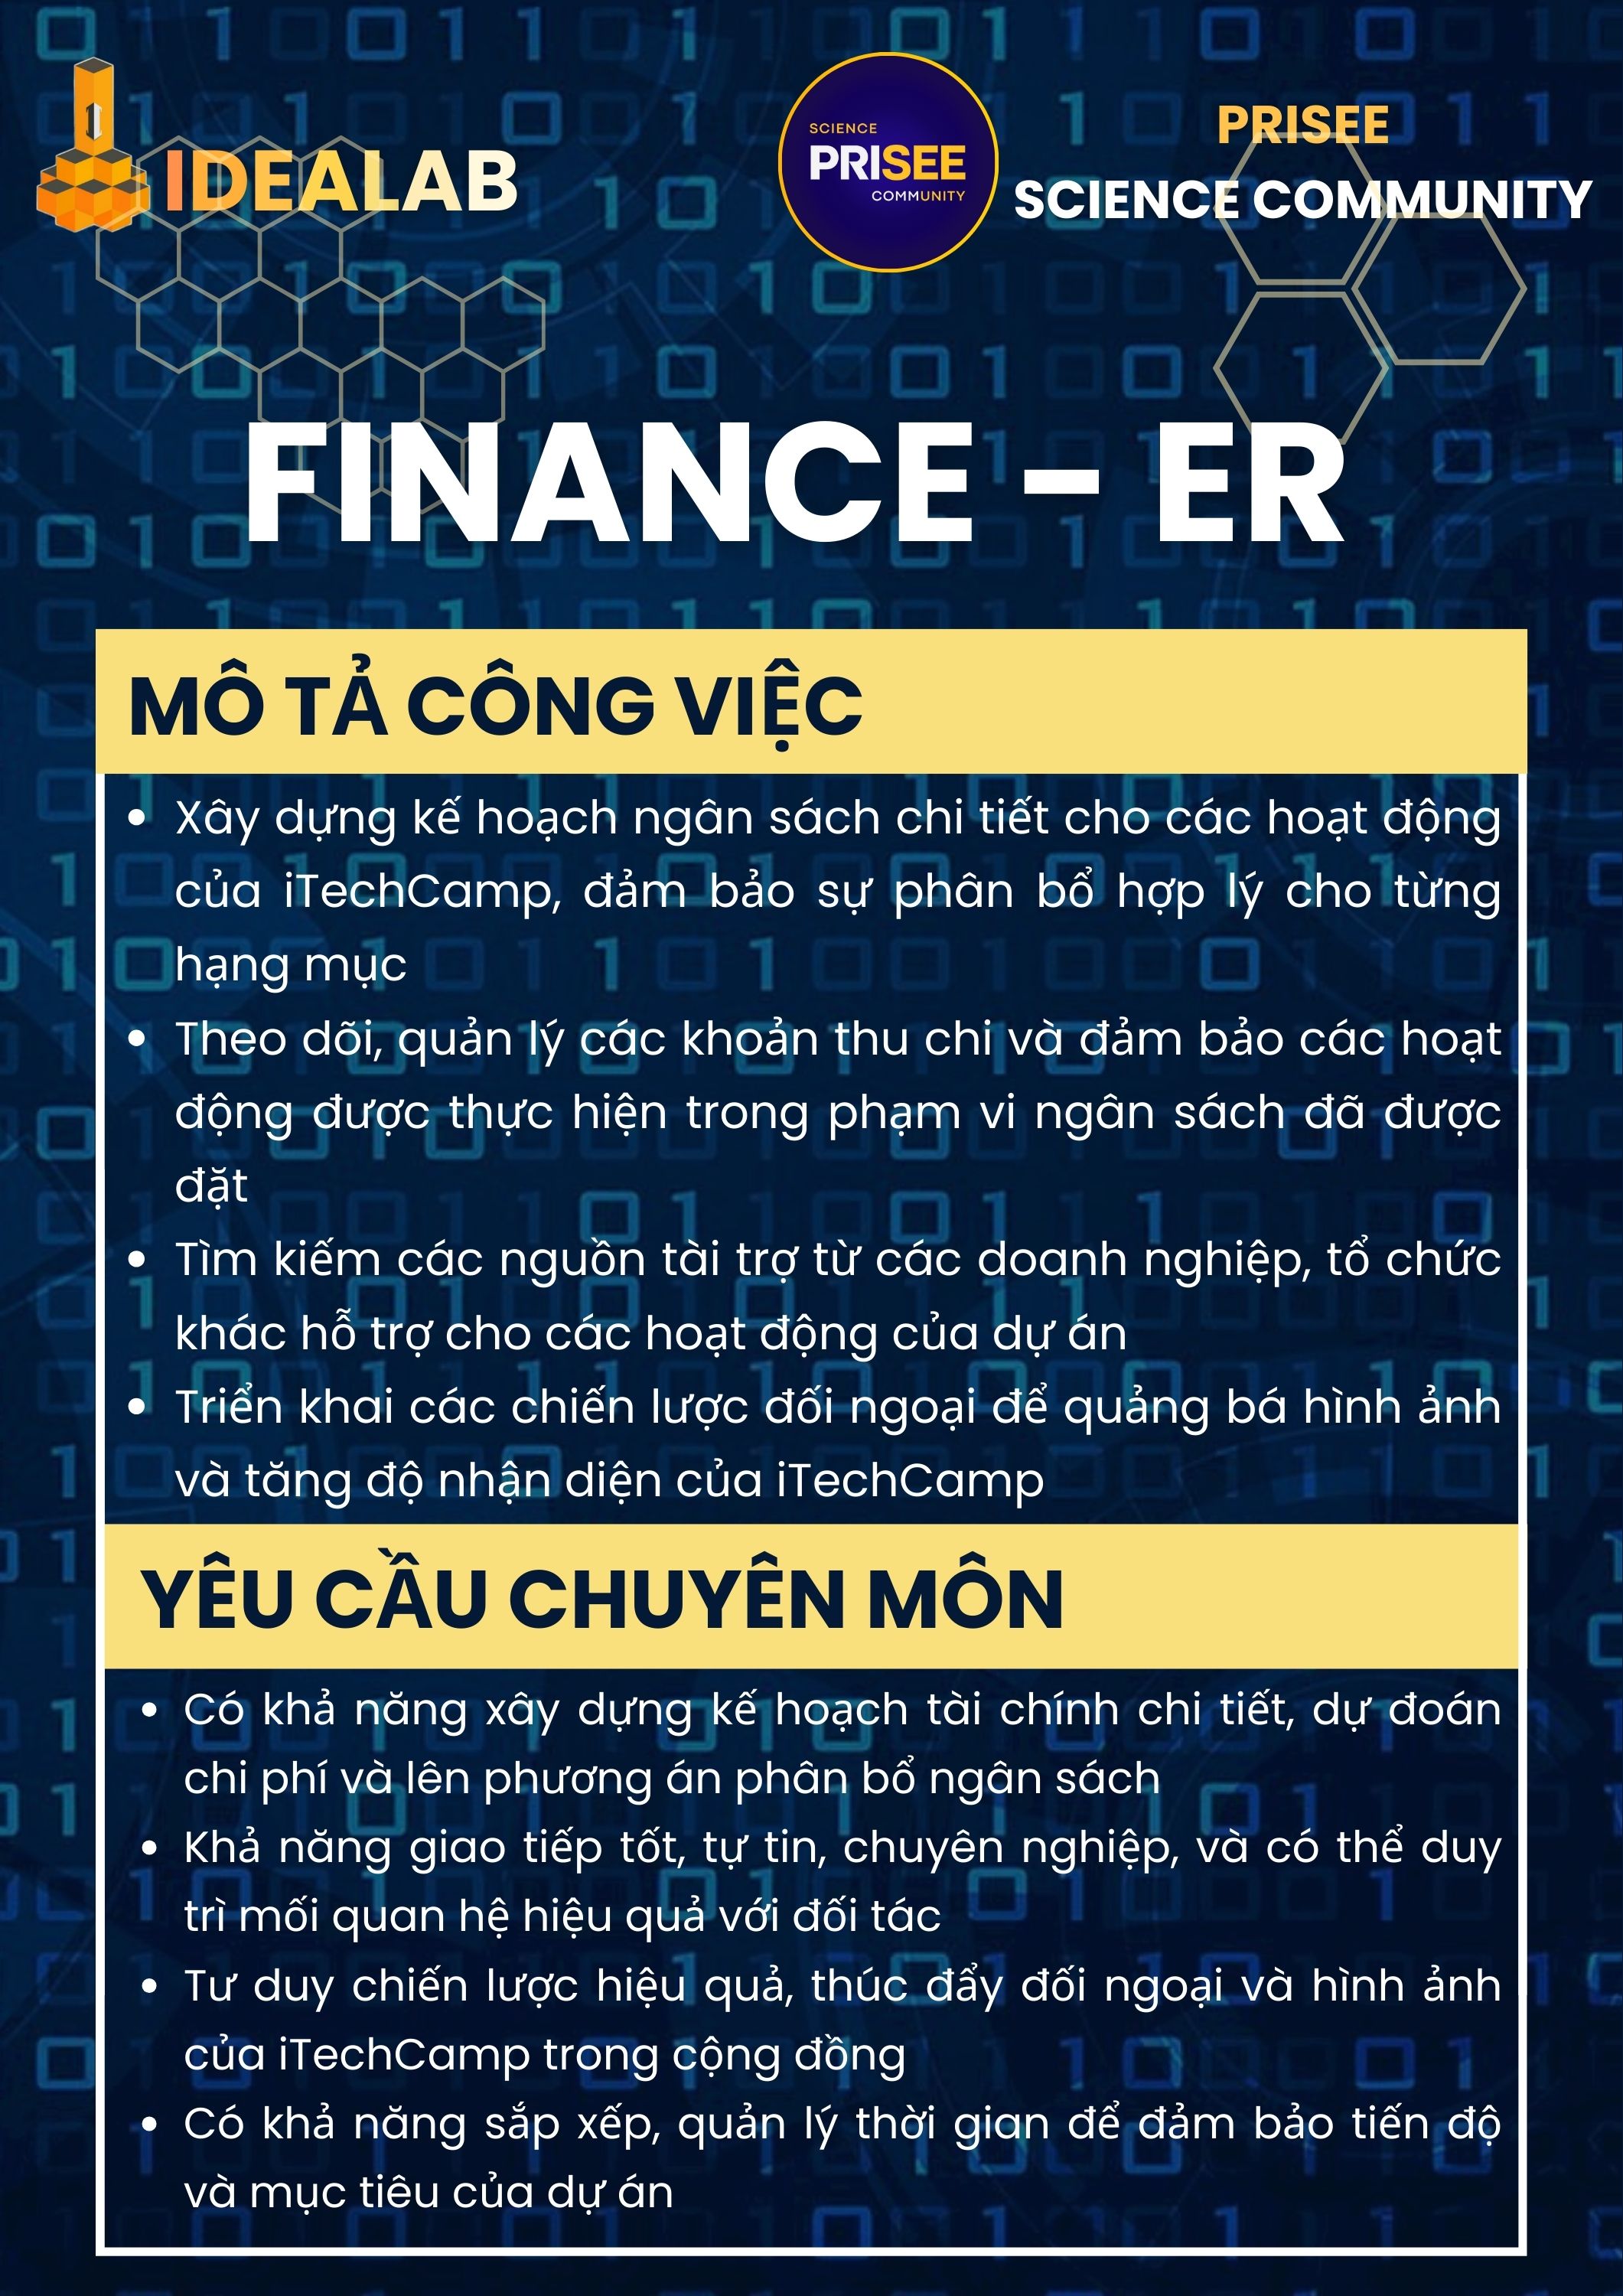 IDEALAB
SCIENCE
PRISEE
COMMUNITY
PRISEE
SCIENCE COMMUNITY
FINANCE - ER
MÔ TẢ CÔNG VIỆC
• Xây dựng kế hoạch ngân sách chi tiết cho các hoạt động
của iTechCamp, đảm bảo sự phân bổ hợp lý cho từng
hạng mục
• Theo dõi, quản lý các khoản thu chi và đảm bảo các hoạt
động được thực hiện trong phạm vi ngân sách đã được
đặt
• Tìm kiếm các nguồn tài trợ từ các doanh nghiệp, tổ chức
khác hỗ trợ cho các hoạt động của dự án
• Triển khai các chiến lược đối ngoại để quảng bá hình ảnh
và tăng độ nhận diện của iTechCamp
YÊU CẦU CHUYÊN MÔN
• Có khả năng xây dựng kế hoạch tài chính chi tiết, dự đoán
chi phí và lên phương án phân bổ ngân sách
• Khả năng giao tiếp tốt, tự tin, chuyên nghiệp, và có thể duy
trì mối quan hệ hiệu quả với đối tác
• Tư duy chiến lược hiệu quả, thúc đẩy đối ngoại và hình ảnh
của iTechCamp trong cộng đồng
• Có khả năng sắp xếp, quản lý thời gian để đảm bảo tiến độ
và mục tiêu của dự án